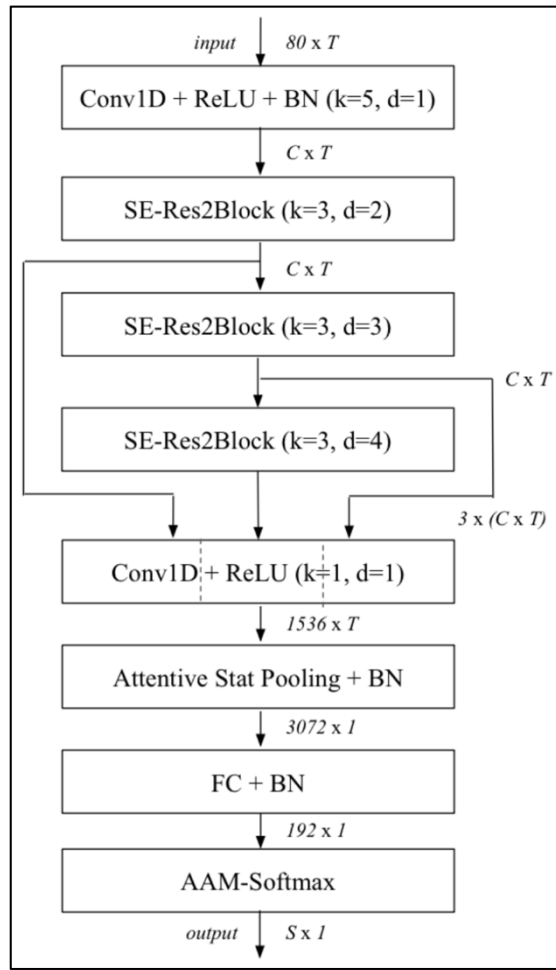 input 80 x T
Conv1D + ReLU + BN (k=5, d=1)
C x T
SE-Res2Block (k=3, d=2)
C x T
SE-Res2Block (k=3, d=3)
C x T
SE-Res2Block (k=3, d=4)
3 x (C x T)
Conv1D + ReLU (k=1, d=1)
1536 x T
Attentive Stat Pooling + BN
3072 x 1
FC + BN
192 x 1
AAM-Softmax
output S x 1